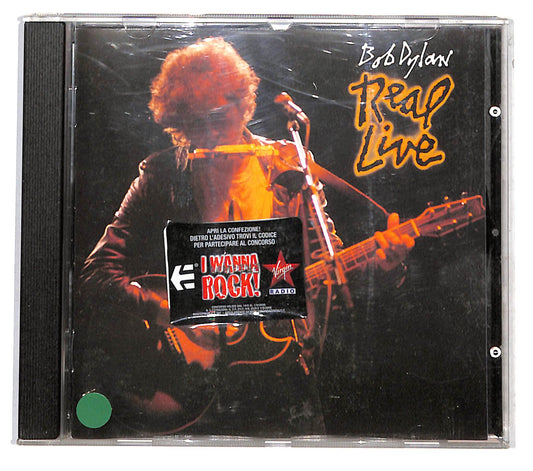 Bob Dylan
Real
Live
APRI LA CONFEZIONE!
DIETRO L'ADESIVO TROVI IL CODICE
PER PARTECIPARE AL CONCORSO
I WANNA
ROCK!
Virgin
RADIO